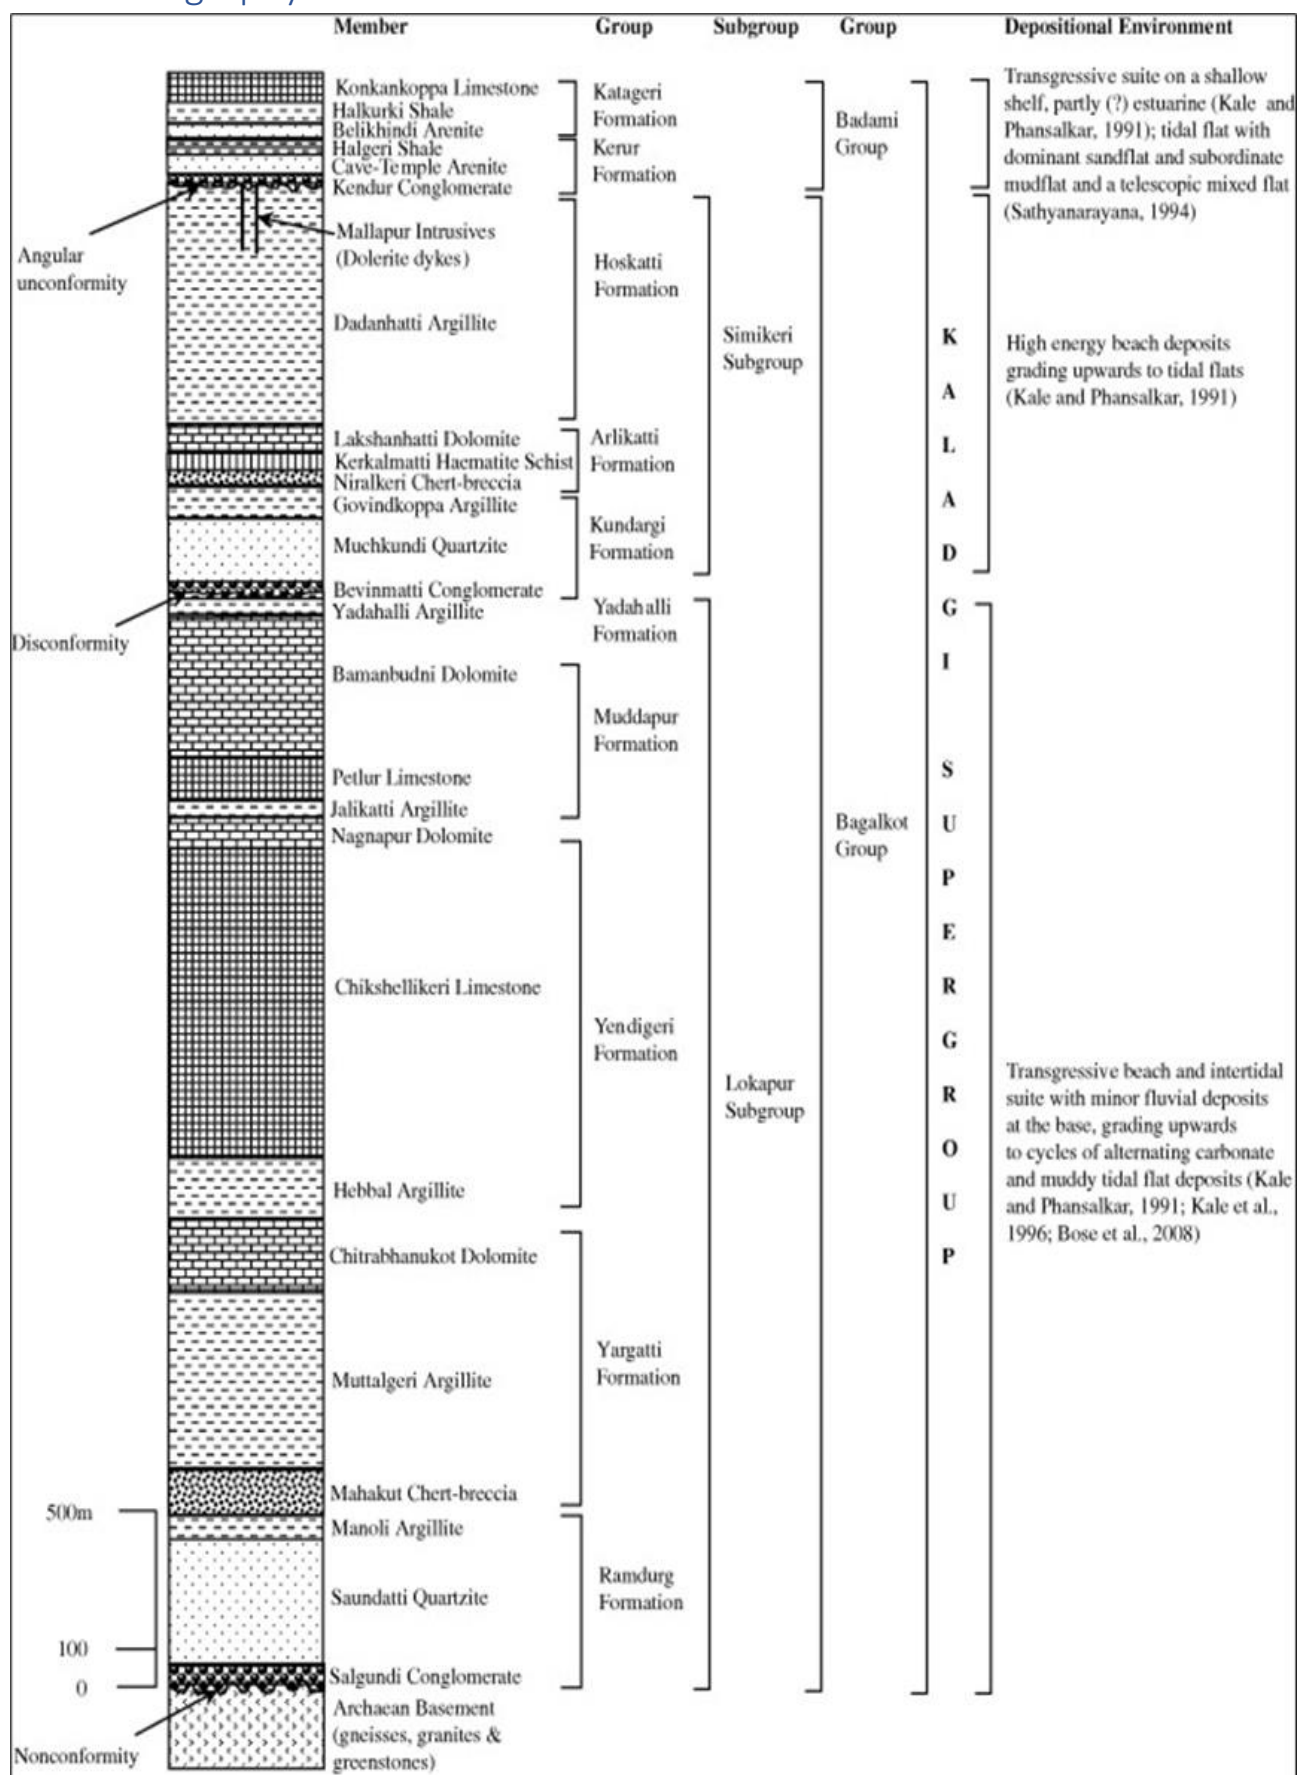 Member Group Subgroup Group Depositional Environment
Konkankoppa Limestone
Halkurki Shale
Belikhindi Arenite
Halgeri Shale
Cave-Temple Arenite
Kendur Conglomerate
Mallapur Intrusives
(Dolerite dykes)
Dadanhatti Argillite
Lakshanhatti Dolomite
Kerkalmatti Haematite Schist
Niralkeri Chert-breccia
Govindkoppa Argillite
Muchkundi Quartzite
Bevinmatti Conglomerate
Yadahalli Argillite
Bamanbudni Dolomite
Petlur Limestone
Jalikatti Argillite
Nagnapur Dolomite
Chikshellikeri Limestone
Hebbal Argillite
Chitrabhanukot Dolomite
Muttalgeri Argillite
Mahakut Chert-breccia
Manoli Argillite
Saundatti Quartzite
Salgundi Conglomerate
Archaean Basement
(gneisses, granites &
greenstones)
Angular
unconformity
Disconformity
500m
100
0
Nonconformity
Katageri
Formation
Kerur
Formation
Hoskatti
Formation
Arlikatti
Formation
Kundargi
Formation
Yadahalli
Formation
Muddapur
Formation
Yendigeri
Formation
Yargatti
Formation
Ramdurg
Formation
Simikeri
Subgroup
Lokapur
Subgroup
Badami
Group
Bagalkot
Group
K
A
L
A
D
G
I
S
U
P
E
R
G
R
O
U
P
Transgressive suite on a shallow
shelf, partly (?) estuarine (Kale and
Phansalkar, 1991); tidal flat with
dominant sandflat and subordinate
mudflat and a telescopic mixed flat
(Sathyanarayana, 1994)
High energy beach deposits
grading upwards to tidal flats
(Kale and Phansalkar, 1991)
Transgressive beach and intertidal
suite with minor fluvial deposits
at the base, grading upwards
to cycles of alternating carbonate
and muddy tidal flat deposits (Kale
and Phansalkar, 1991; Kale et al.,
1996; Bose et al., 2008)